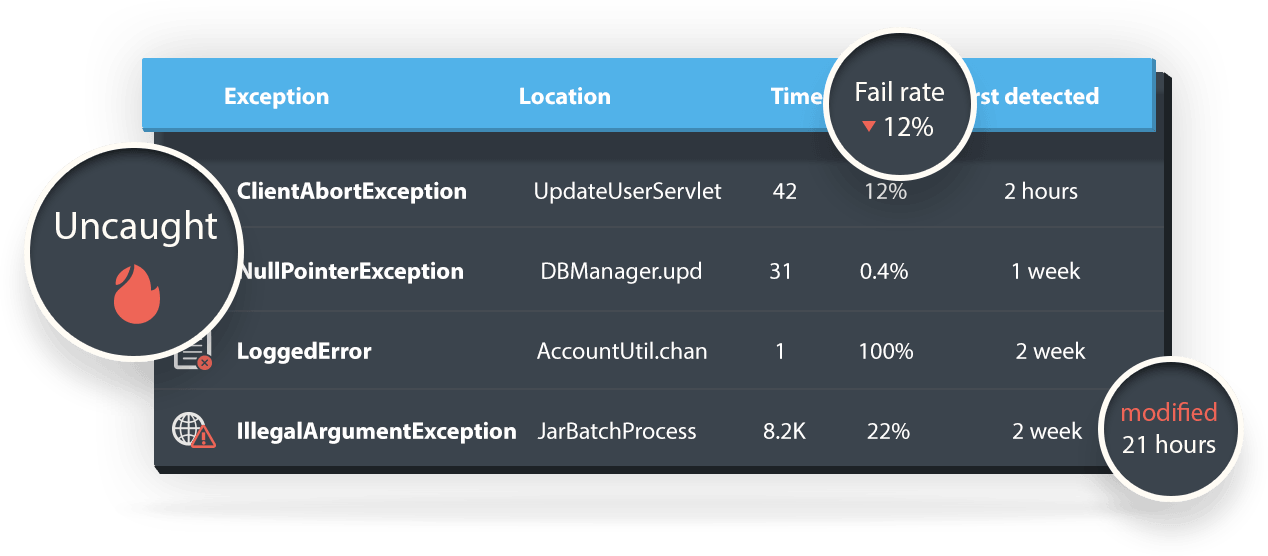 Exception Location Time Fail rate rst detected
▼ 12%
Uncaught
ClientAbortException UpdateUserServlet 42 12% 2 hours
NullPointerException DBManager.upd 31 0.4% 1 week
LoggedError AccountUtil.chan 1 100% 2 week
IllegalArgumentException JarBatchProcess 8.2K 22% 2 week
modified
21 hours